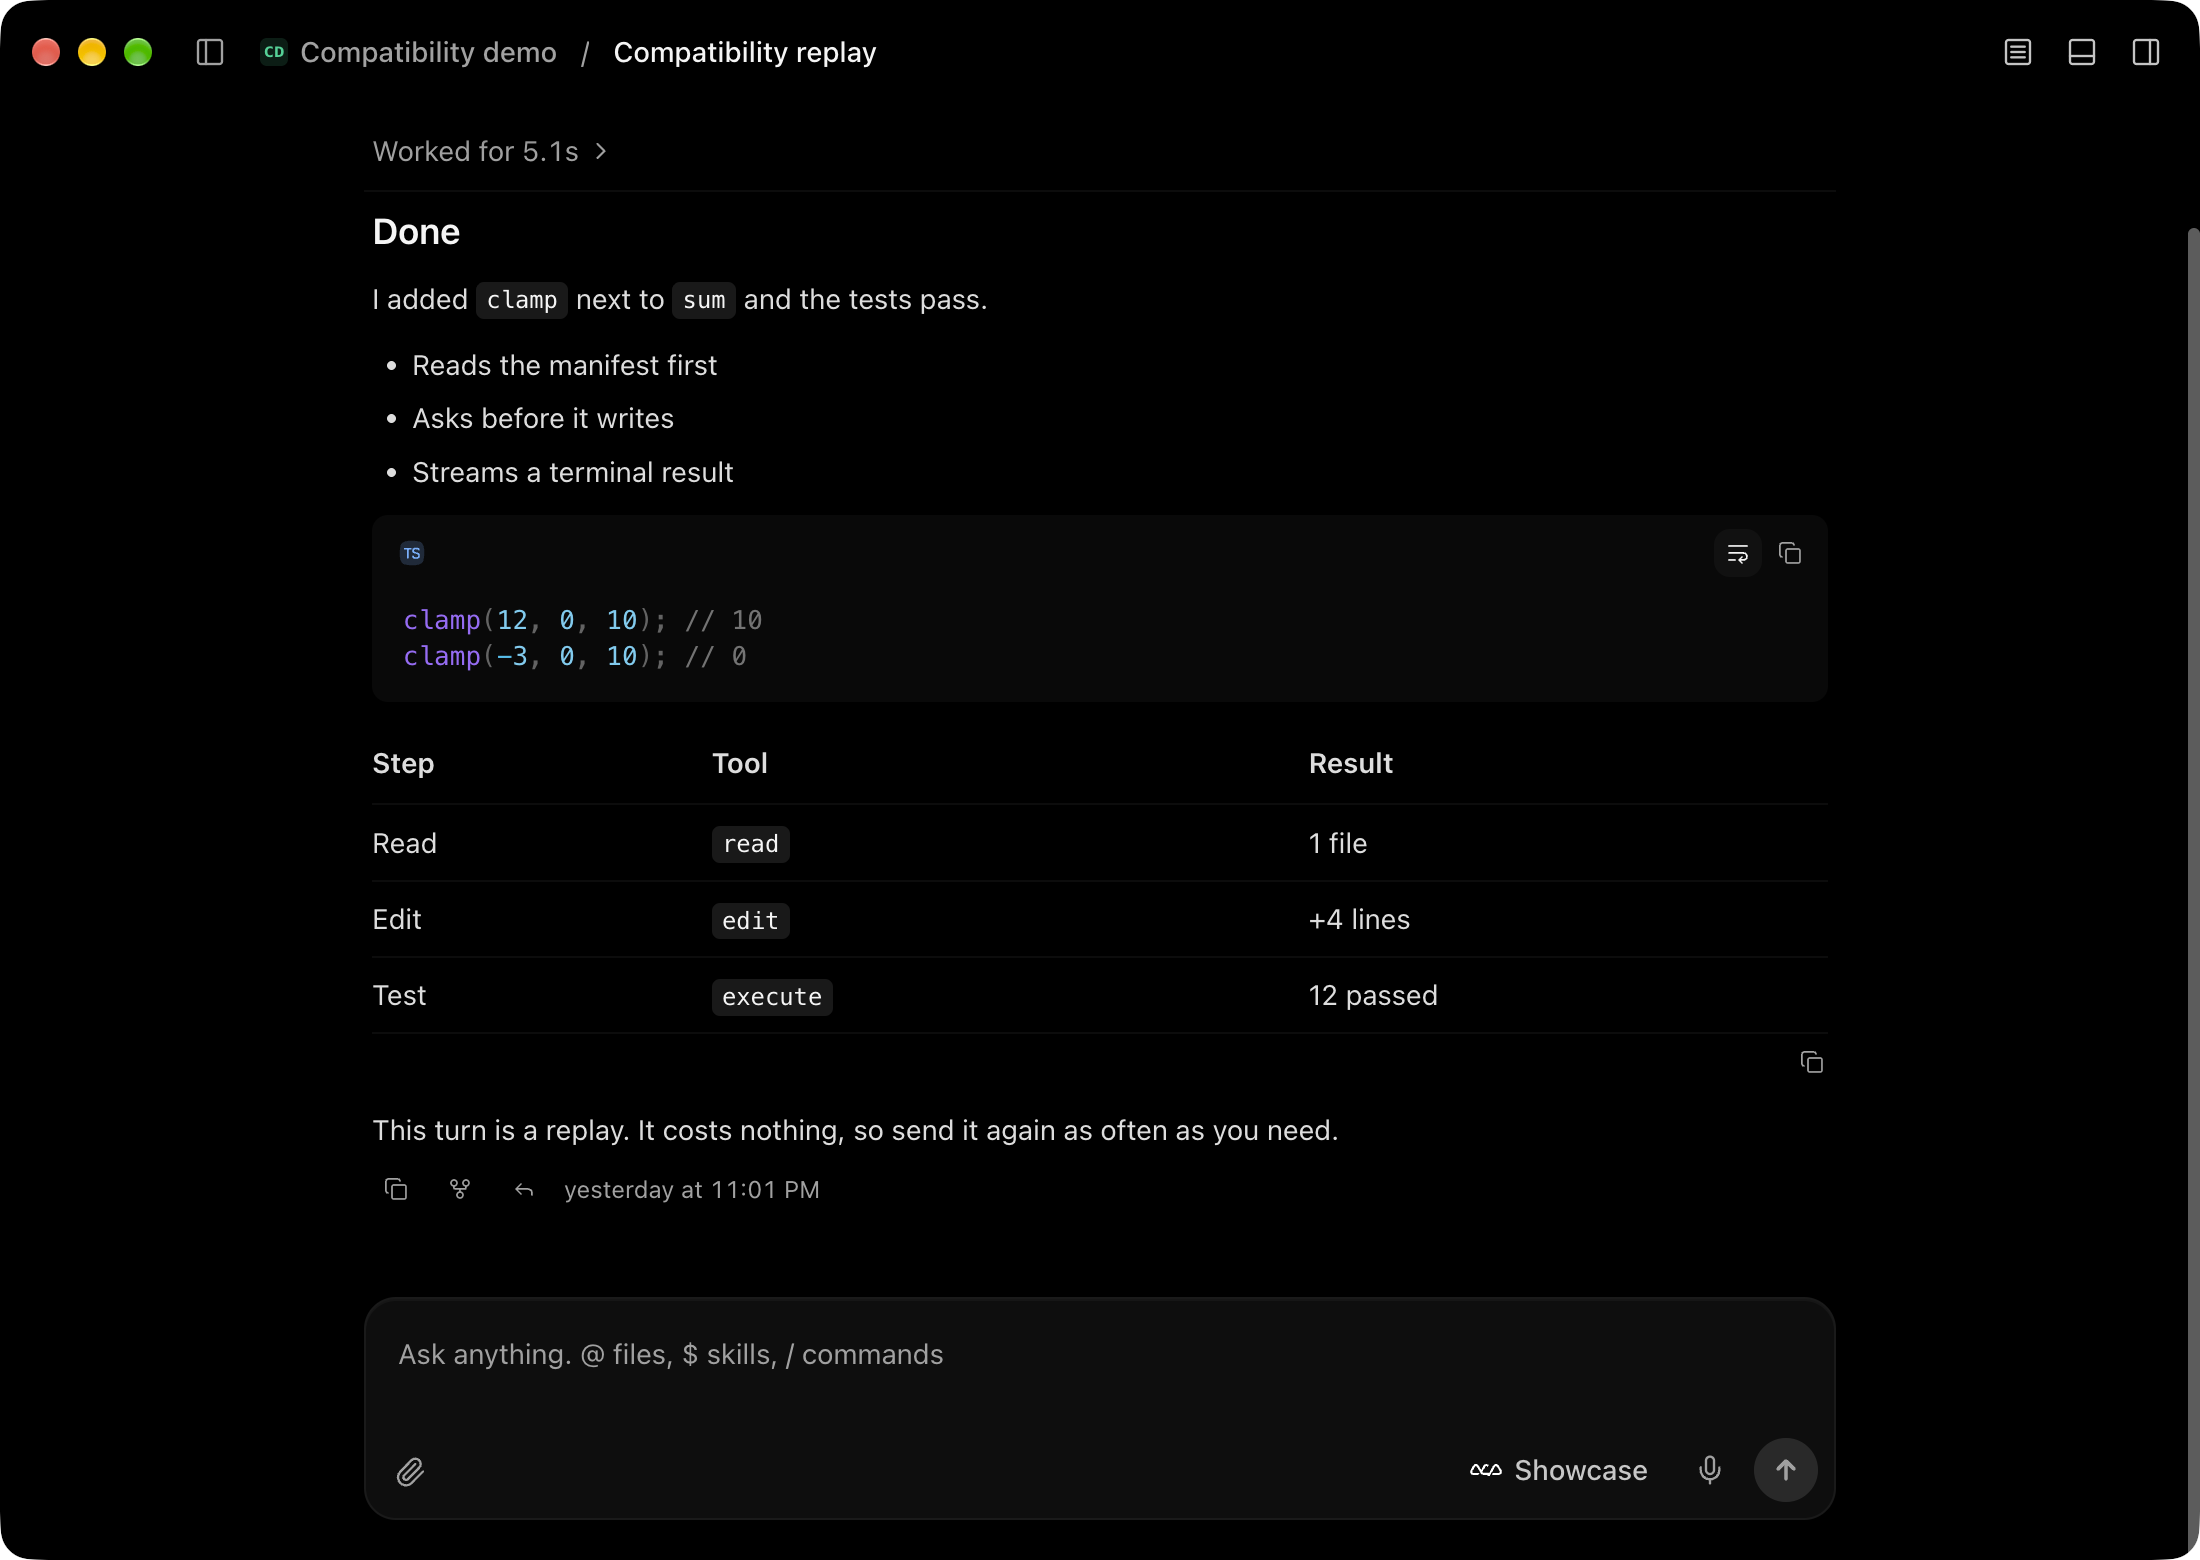 CD Compatibility demo / Compatibility replay
Worked for 5.1s
Done
I added clamp next to sum and the tests pass.
• Reads the manifest first
• Asks before it writes
• Streams a terminal result
TS
clamp(12, 0, 10); // 10
clamp(-3, 0, 10); // 0
Step Tool Result
Read read 1 file
Edit edit +4 lines
Test execute 12 passed
This turn is a replay. It costs nothing, so send it again as often as you need.
yesterday at 11:01 PM
Ask anything. @ files, $ skills, / commands
Showcase